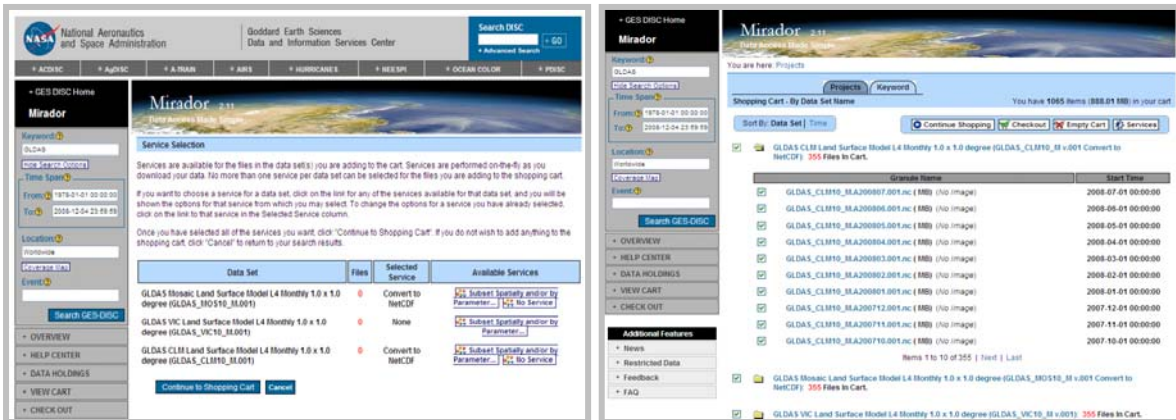 NASA
National Aeronautics
and Space Administration
Goddard Earth Sciences
Data and Information Services Center
Search DISC
GO
+ Advanced Search
+ ACDISC + AgDISC + A-TRAIN + AIRS + HURRICANES + NEESPI + OCEAN COLOR + PDISC
+ GES DISC Home
Mirador
Keyword:
GLDAS
Hide Search Options
Time Span
From: 1978-01-01 00:00:00
To: 2008-12-04 23:59:59
Location:
Worldwide
Coverage Map
Event:
Search GES-DISC
+ OVERVIEW
+ HELP CENTER
+ DATA HOLDINGS
+ VIEW CART
+ CHECK OUT
Mirador 2.11
Data Access Made Simple
Service Selection
Services are available for the files in the data set(s) you are adding to the cart. Services are performed on-the-fly as you
download your data. No more than one service per data set can be selected for the files you are adding to the shopping cart.
If you want to choose a service for a data set, click on the link for any of the services available for that data set, and you will be
shown the options for that service from which you may select. To change the options for a service you have already selected,
click on the link to that service in the Selected Service column.
Once you have selected all of the services you want, click "Continue to Shopping Cart". If you do not wish to add anything to the
shopping cart, click "Cancel" to return to your search results.
Data Set Files Selected Service Available Services
GLDAS Mosaic Land Surface Model L4 Monthly 1.0 x 1.0
degree (GLDAS_MOS10_M.001) 0 Convert to NetCDF Subset Spatially and/or by Parameter... No Service
GLDAS VIC Land Surface Model L4 Monthly 1.0 x 1.0
degree (GLDAS_VIC10_M.001) 0 None Subset Spatially and/or by Parameter...
GLDAS CLM Land Surface Model L4 Monthly 1.0 x 1.0
degree (GLDAS_CLM10_M.001) 0 Convert to NetCDF Subset Spatially and/or by Parameter... No Service
Continue to Shopping Cart Cancel
+ GES DISC Home
Mirador
Keyword:
GLDAS
Hide Search Options
Time Span
From: 1978-01-01 00:00:00
To: 2008-12-04 23:59:59
Location:
Worldwide
Coverage Map
Event:
Search GES-DISC
+ OVERVIEW
+ HELP CENTER
+ DATA HOLDINGS
+ VIEW CART
+ CHECK OUT
Additional Features
+ News
+ Restricted Data
+ Feedback
+ FAQ
Mirador 2.11
Data Access Made Simple
You are here: Projects
Projects Keyword
Shopping Cart - By Data Set Name You have 1065 items (888.01 MB) in your cart
Sort By: Data Set | Time Continue Shopping Checkout Empty Cart Services
GLDAS CLM Land Surface Model L4 Monthly 1.0 x 1.0 degree (GLDAS_CLM10_M v.001 Convert to
NetCDF) 355 Files In Cart.
Granule Name Start Time
GLDAS_CLM10_M.A200807.001.nc ( MB) (No Image) 2008-07-01 00:00:00
GLDAS_CLM10_M.A200806.001.nc ( MB) (No Image) 2008-06-01 00:00:00
GLDAS_CLM10_M.A200805.001.nc ( MB) (No Image) 2008-05-01 00:00:00
GLDAS_CLM10_M.A200804.001.nc ( MB) (No Image) 2008-04-01 00:00:00
GLDAS_CLM10_M.A200803.001.nc ( MB) (No Image) 2008-03-01 00:00:00
GLDAS_CLM10_M.A200802.001.nc ( MB) (No Image) 2008-02-01 00:00:00
GLDAS_CLM10_M.A200801.001.nc ( MB) (No Image) 2008-01-01 00:00:00
GLDAS_CLM10_M.A200712.001.nc ( MB) (No Image) 2007-12-01 00:00:00
GLDAS_CLM10_M.A200711.001.nc ( MB) (No Image) 2007-11-01 00:00:00
GLDAS_CLM10_M.A200710.001.nc ( MB) (No Image) 2007-10-01 00:00:00
Items 1 to 10 of 355 | Next | Last
GLDAS Mosaic Land Surface Model L4 Monthly 1.0 x 1.0 degree (GLDAS_MOS10_M v.001 Convert to
NetCDF) 355 Files In Cart.
GLDAS VIC Land Surface Model L4 Monthly 1.0 x 1.0 degree (GLDAS_VIC10_M v.001) 355 Files In Cart.